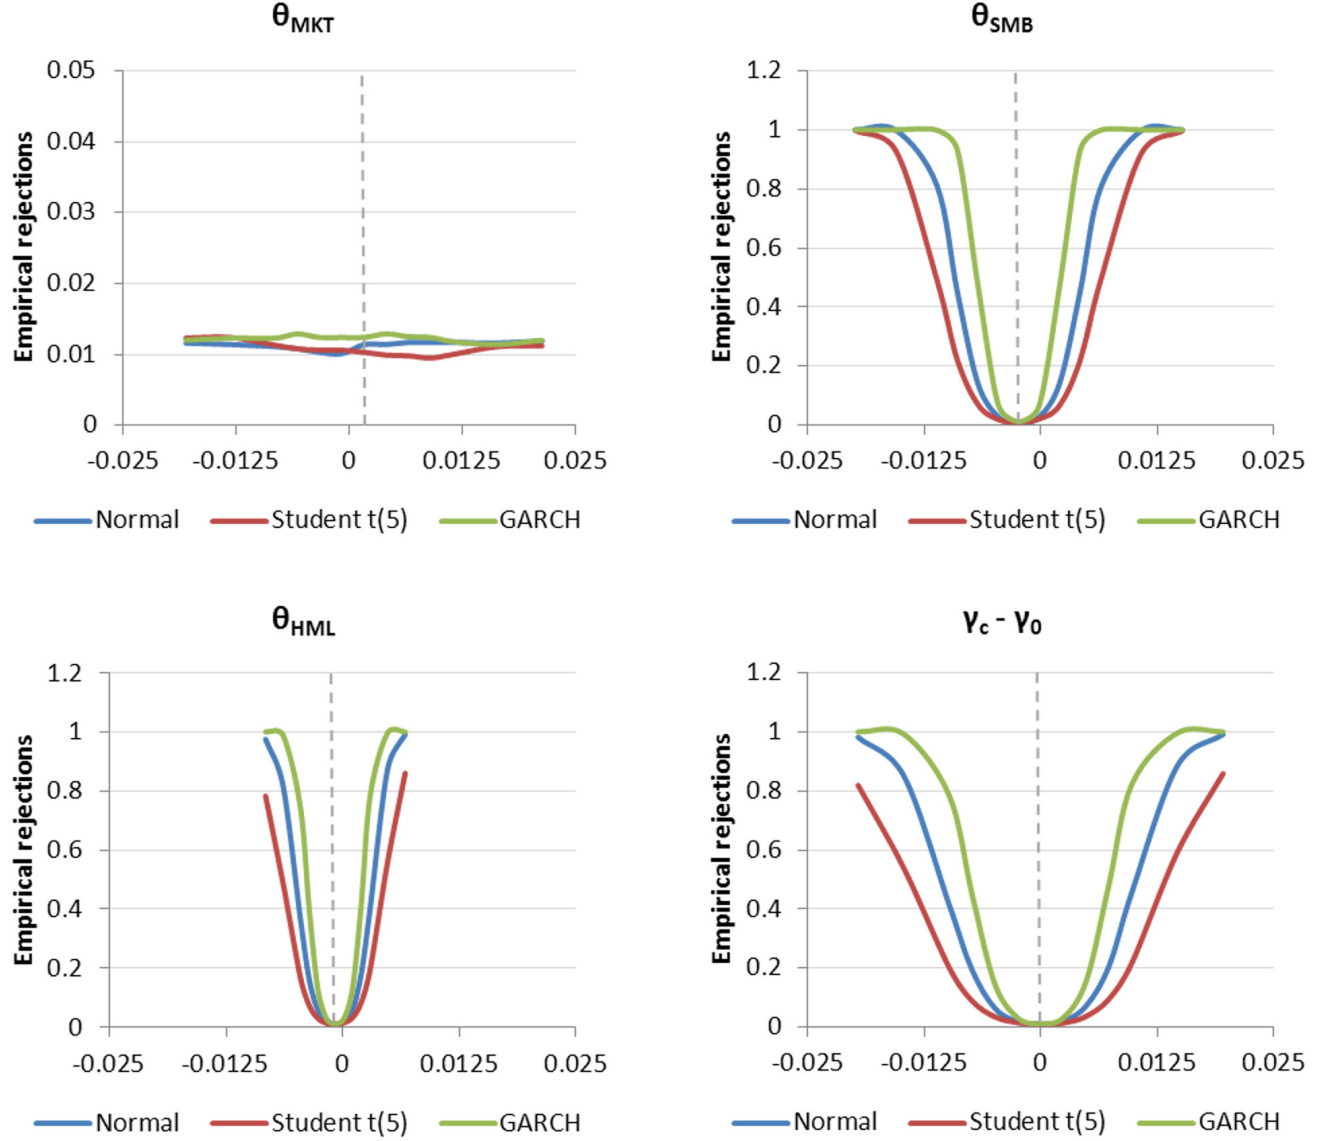 θMKT
0.05
0.04
0.03
0.02
0.01
0
Empirical rejections
-0.025 -0.0125 0 0.0125 0.025
Normal Student t(5) GARCH
θSMB
1.2
1
0.8
0.6
0.4
0.2
0
Empirical rejections
-0.025 -0.0125 0 0.0125 0.025
Normal Student t(5) GARCH
θHML
1.2
1
0.8
0.6
0.4
0.2
0
Empirical rejections
-0.025 -0.0125 0 0.0125 0.025
Normal Student t(5) GARCH
γc - γ0
1.2
1
0.8
0.6
0.4
0.2
0
Empirical rejections
-0.025 -0.0125 0 0.0125 0.025
Normal Student t(5) GARCH